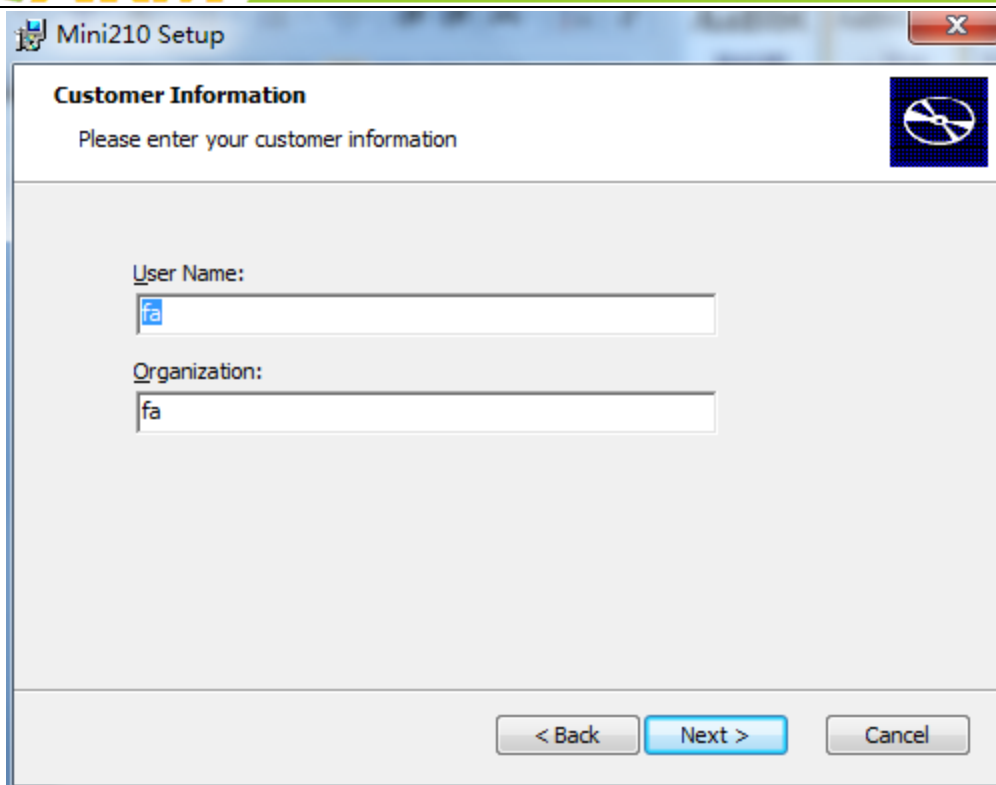 Mini210 Setup
Customer Information
Please enter your customer information
User Name:
fa
Organization:
fa
< Back
Next >
Cancel